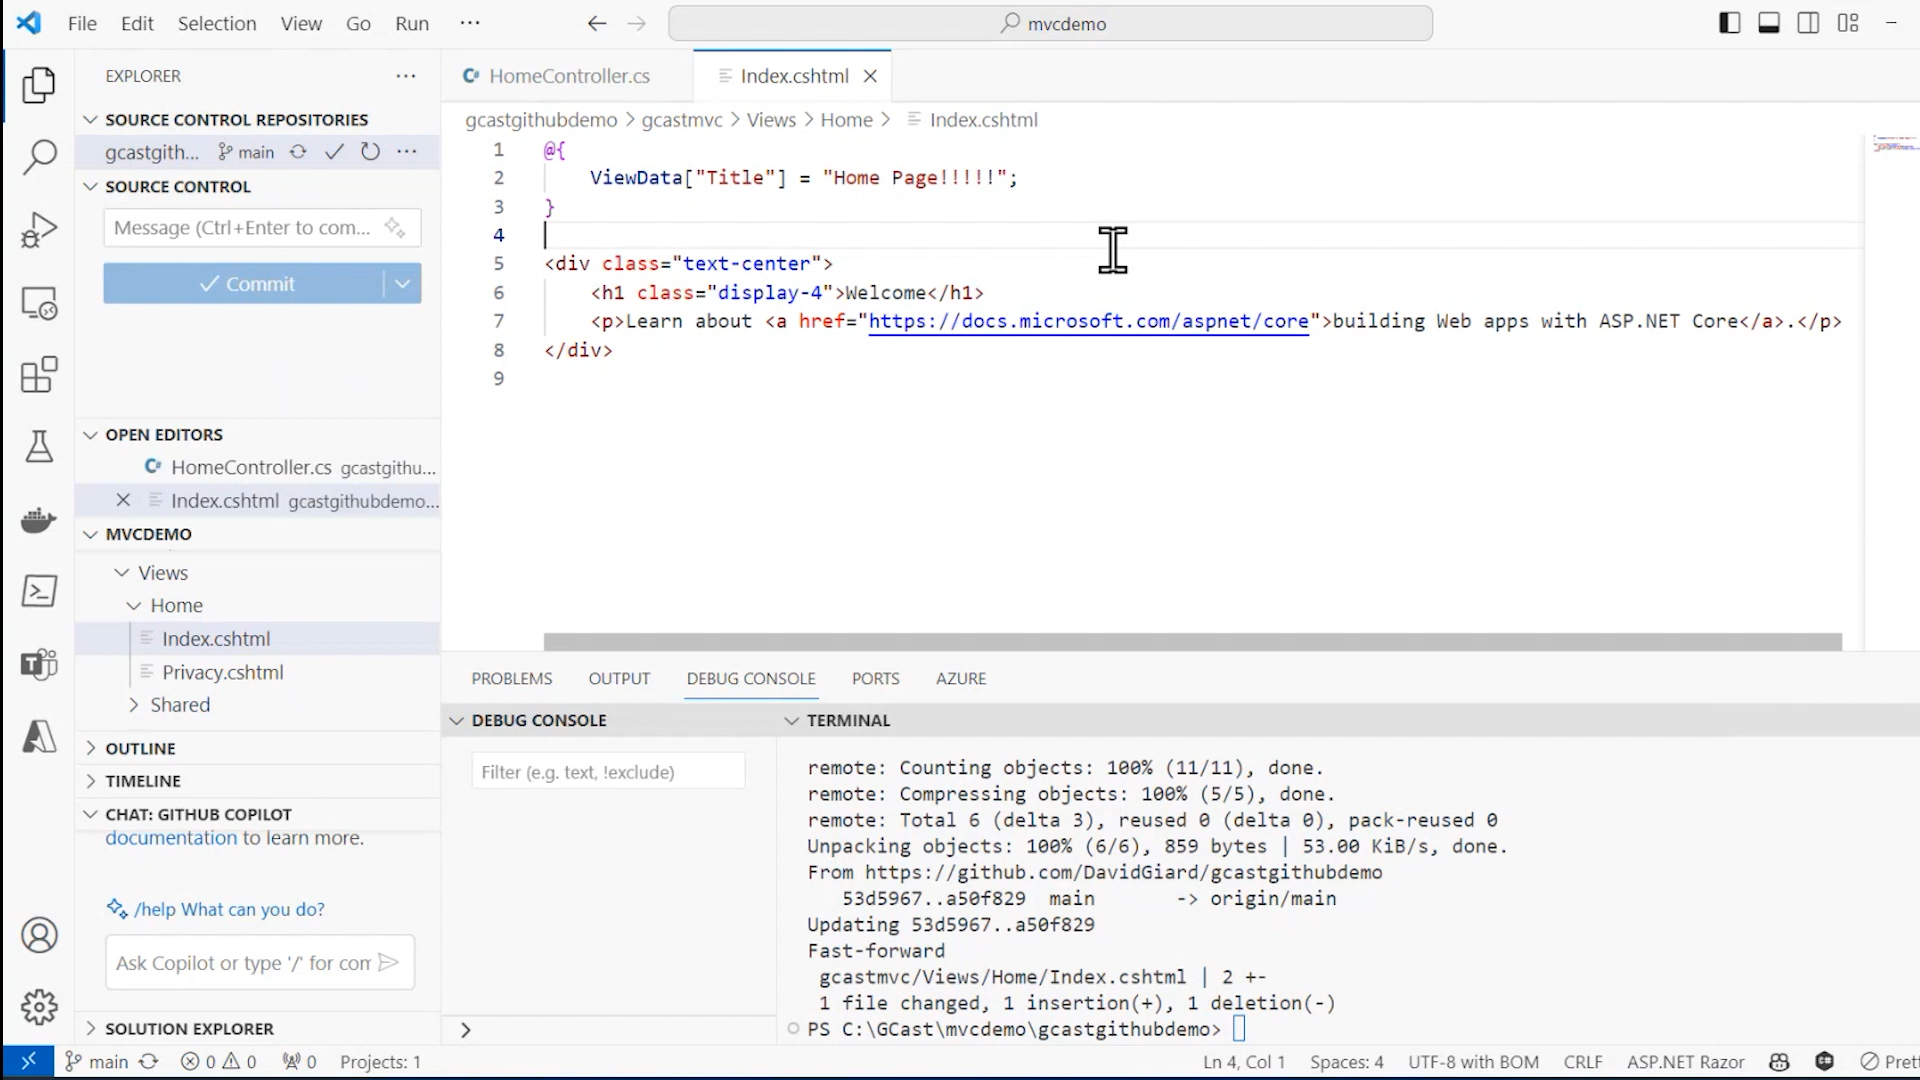 File Edit Selection View Go Run ···
mvcdemo
EXPLORER
SOURCE CONTROL REPOSITORIES
gcastgith... main
SOURCE CONTROL
Message (Ctrl+Enter to com...
Commit
OPEN EDITORS
HomeController.cs gcastgithu...
Index.cshtml gcastgithubdemo...
MVCDEMO
Views
Home
Index.cshtml
Privacy.cshtml
Shared
OUTLINE
TIMELINE
CHAT: GITHUB COPILOT
documentation to learn more.
/help What can you do?
Ask Copilot or type '/' for com
SOLUTION EXPLORER
HomeController.cs
Index.cshtml
gcastgithubdemo > gcastmvc > Views > Home > Index.cshtml
1 @{
2 ViewData["Title"] = "Home Page!!!!!";
3 }
4
5 <div class="text-center">
6 <h1 class="display-4">Welcome</h1>
7 <p>Learn about <a href="https://docs.microsoft.com/aspnet/core">building Web apps with ASP.NET Core</a>.</p>
8 </div>
9
PROBLEMS OUTPUT DEBUG CONSOLE PORTS AZURE
DEBUG CONSOLE
Filter (e.g. text, !exclude)
>
TERMINAL
remote: Counting objects: 100% (11/11), done.
remote: Compressing objects: 100% (5/5), done.
remote: Total 6 (delta 3), reused 0 (delta 0), pack-reused 0
Unpacking objects: 100% (6/6), 859 bytes | 53.00 KiB/s, done.
From https://github.com/DavidGiard/gcastgithubdemo
53d5967..a50f829 main -> origin/main
Updating 53d5967..a50f829
Fast-forward
gcastmvc/Views/Home/Index.cshtml | 2 +-
1 file changed, 1 insertion(+), 1 deletion(-)
PS C:\GCast\mvcdemo\gcastgithubdemo>
main 0 0 0 Projects: 1 Ln 4, Col 1 Spaces: 4 UTF-8 with BOM CRLF ASP.NET Razor Prett